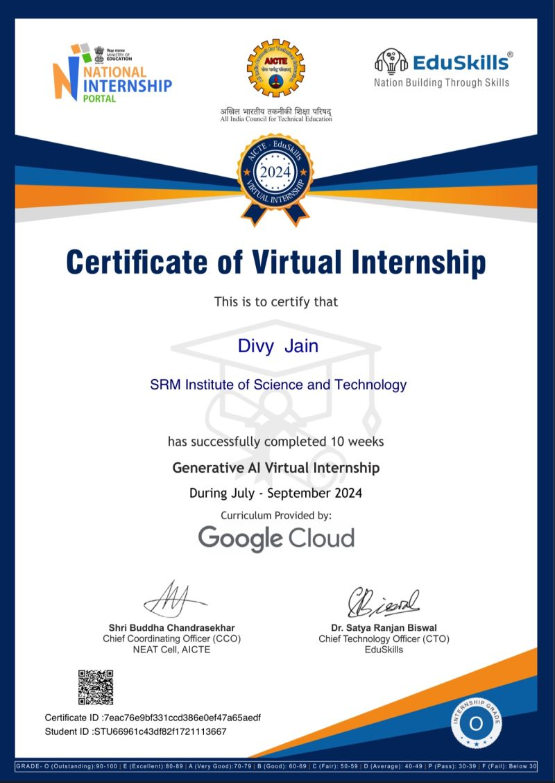 शिक्षा मंत्रालय
MINISTRY OF
EDUCATION
NATIONAL
INTERNSHIP
PORTAL
AICTE
अखिल भारतीय तकनीकी शिक्षा परिषद्
All India Council for Technical Education
EduSkills®
Nation Building Through Skills
AICTE - EduSkills
2024
VIRTUAL INTERNSHIP
Certificate of Virtual Internship
This is to certify that
Divy Jain
SRM Institute of Science and Technology
has successfully completed 10 weeks
Generative AI Virtual Internship
During July - September 2024
Curriculum Provided by:
Google Cloud
Shri Buddha Chandrasekhar
Chief Coordinating Officer (CCO)
NEAT Cell, AICTE
Dr. Satya Ranjan Biswal
Chief Technology Officer (CTO)
EduSkills
Certificate ID :7eac76e9bf331ccd386e0ef47a65aedf
Student ID :STU66961c43df82f1721113667
INTERNSHIP GRADE
O
GRADE- O (Outstanding):90-100 | E (Excellent):80-89 | A (Very Good):70-79 | B (Good): 60-69 | C (Fair): 50-59 | D (Average): 40-49 | P (Pass): 30-39 | F (Fail): Below 30